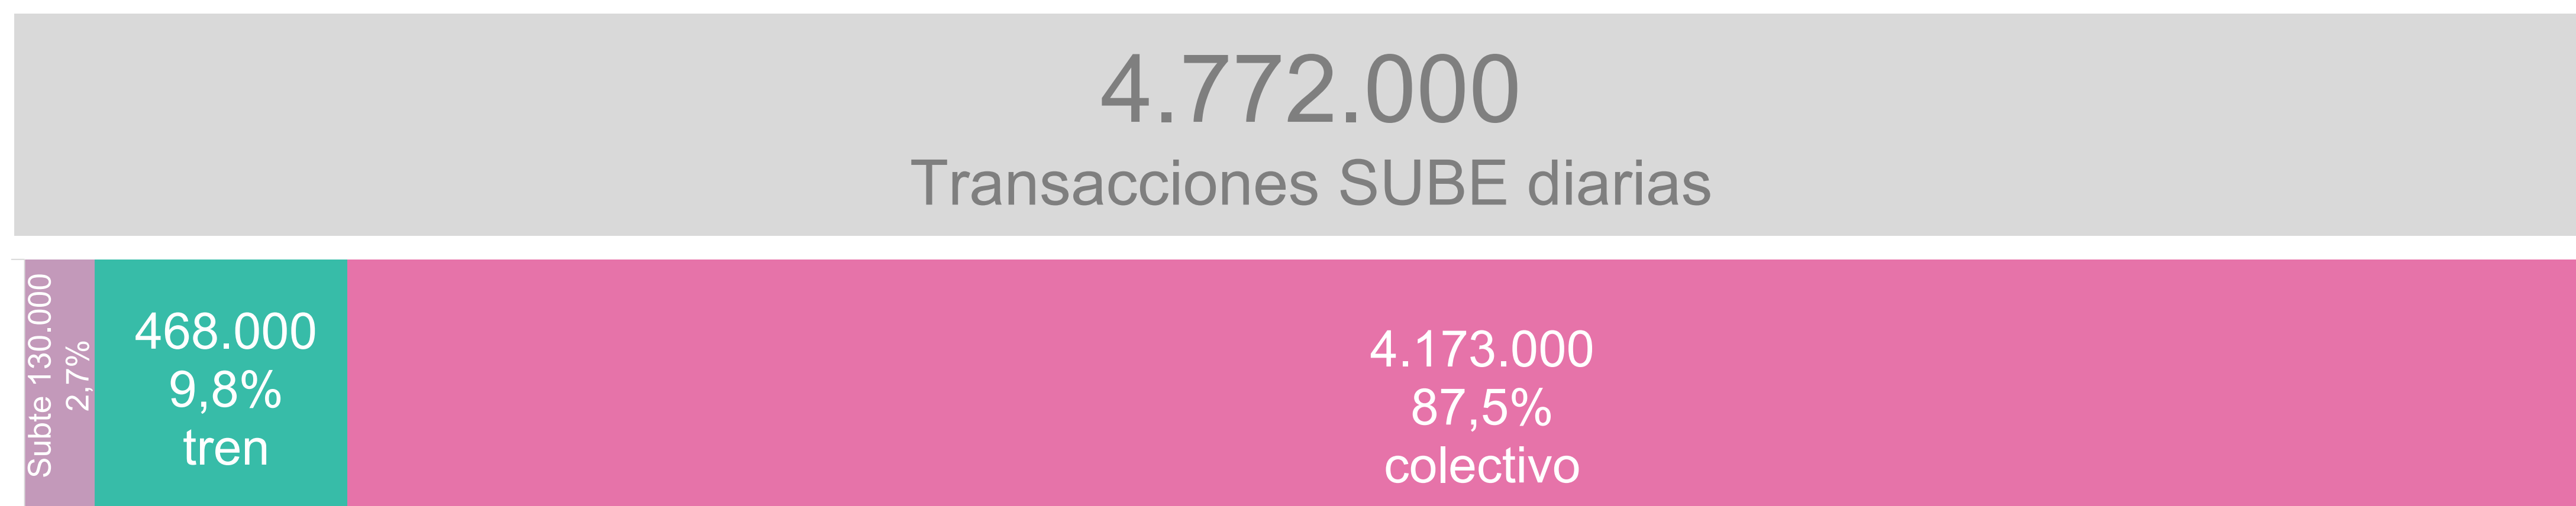 4.772.000
Transacciones SUBE diarias
Subte 130.000
2,7%
468.000
9,8%
tren
4.173.000
87,5%
colectivo